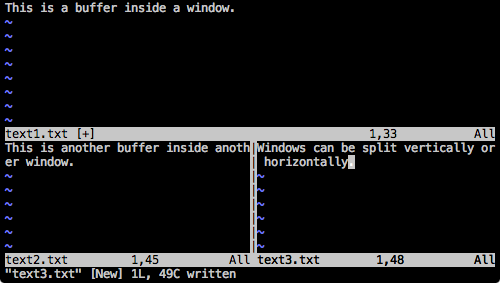 This is a buffer inside a window.
~
~
~
~
~
~
~
~
text1.txt [+] 1,33 All
This is another buffer inside anoth
er window.
~
~
~
~
~
~
text2.txt 1,45 All
Windows can be split vertically or
horizontally.
~
~
~
~
~
~
text3.txt 1,48 All
"text3.txt" [New] 1L, 49C written